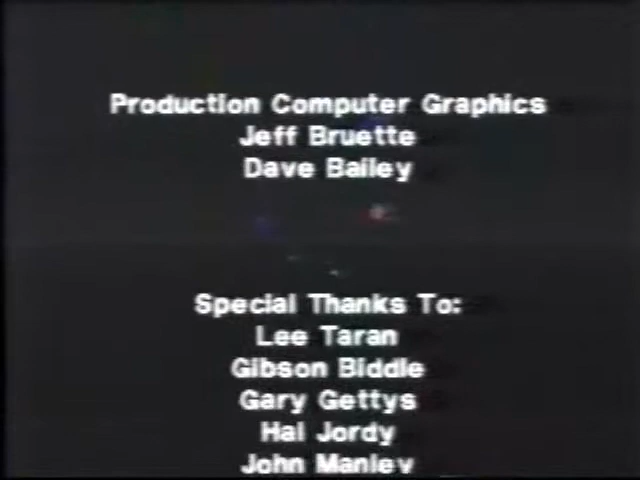 Production Computer Graphics
Jeff Bruette
Dave Bailey
Special Thanks To:
Lee Taran
Gibson Biddle
Gary Gettys
Hal Jordy
John Manley